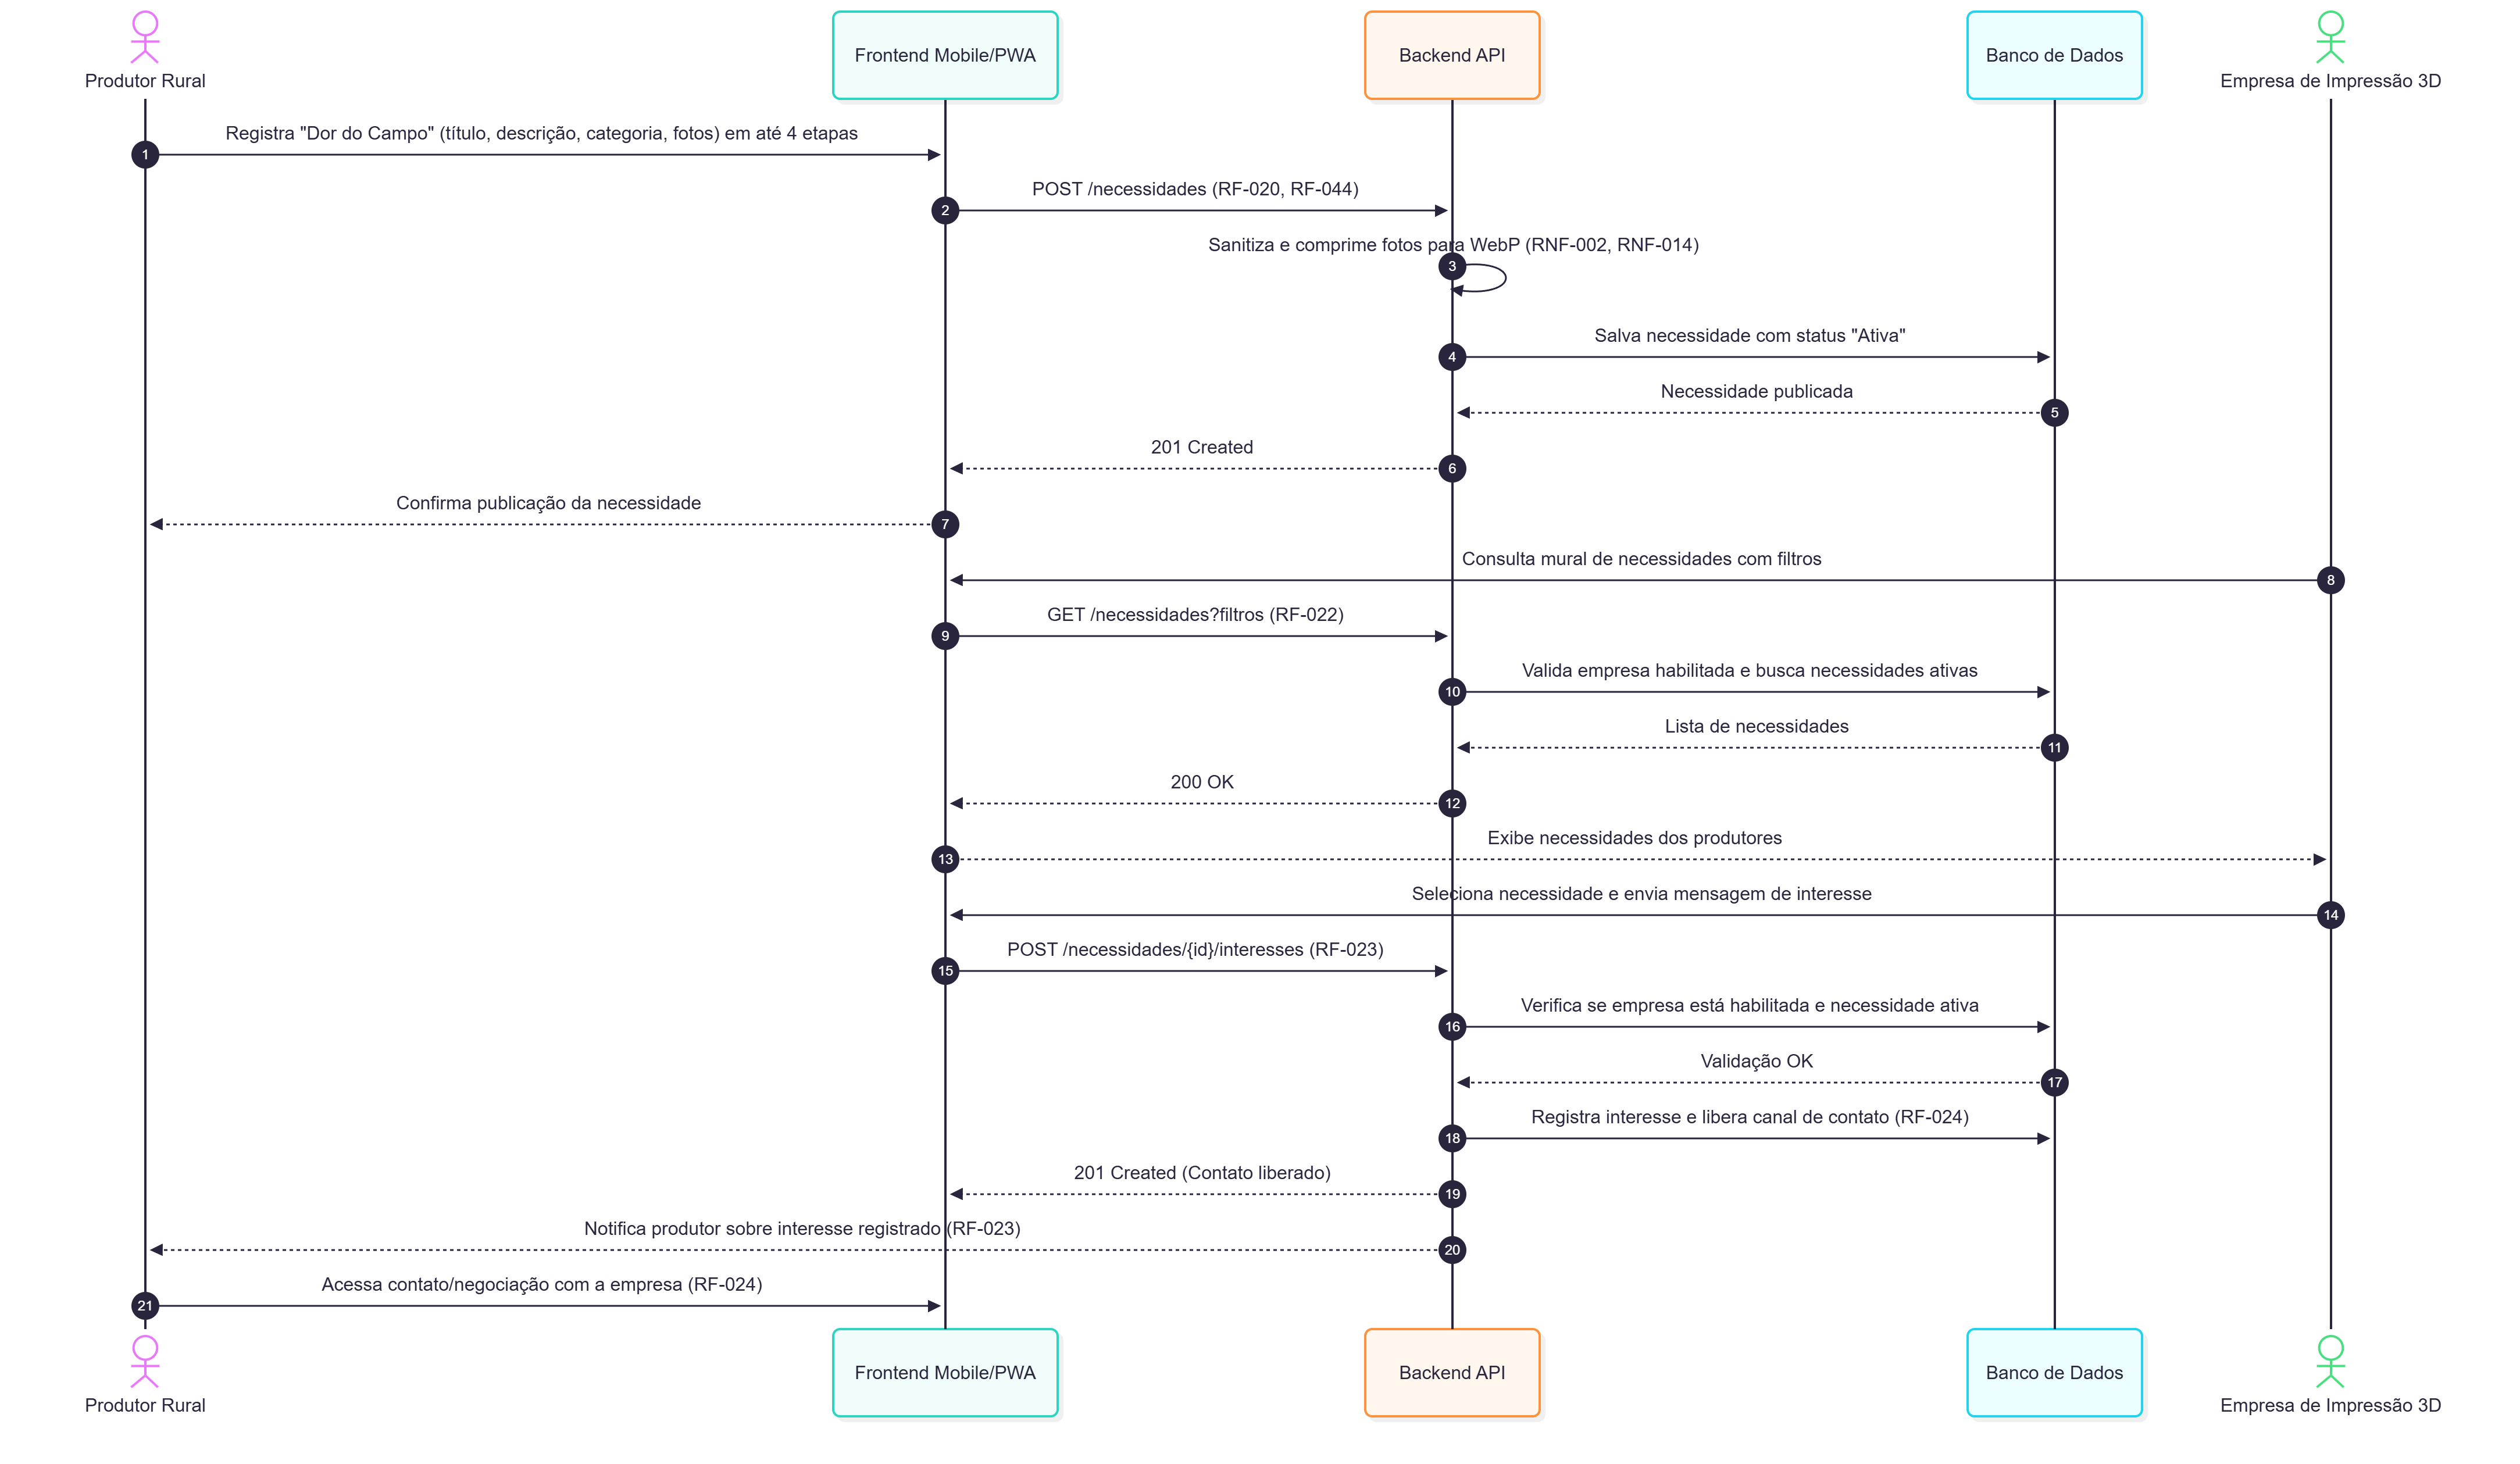 Produtor Rural
Frontend Mobile/PWA
Backend API
Banco de Dados
Empresa de Impressão 3D
Registra "Dor do Campo" (título, descrição, categoria, fotos) em até 4 etapas
1
POST /necessidades (RF-020, RF-044)
2
Sanitiza e comprime fotos para WebP (RNF-002, RNF-014)
3
Salva necessidade com status "Ativa"
4
Necessidade publicada
5
201 Created
6
Confirma publicação da necessidade
7
Consulta mural de necessidades com filtros
8
GET /necessidades?filtros (RF-022)
9
Valida empresa habilitada e busca necessidades ativas
10
Lista de necessidades
11
200 OK
12
Exibe necessidades dos produtores
13
Seleciona necessidade e envia mensagem de interesse
14
POST /necessidades/{id}/interesses (RF-023)
15
Verifica se empresa está habilitada e necessidade ativa
16
Validação OK
17
Registra interesse e libera canal de contato (RF-024)
18
201 Created (Contato liberado)
19
Notifica produtor sobre interesse registrado (RF-023)
20
Acessa contato/negociação com a empresa (RF-024)
21
Produtor Rural
Frontend Mobile/PWA
Backend API
Banco de Dados
Empresa de Impressão 3D